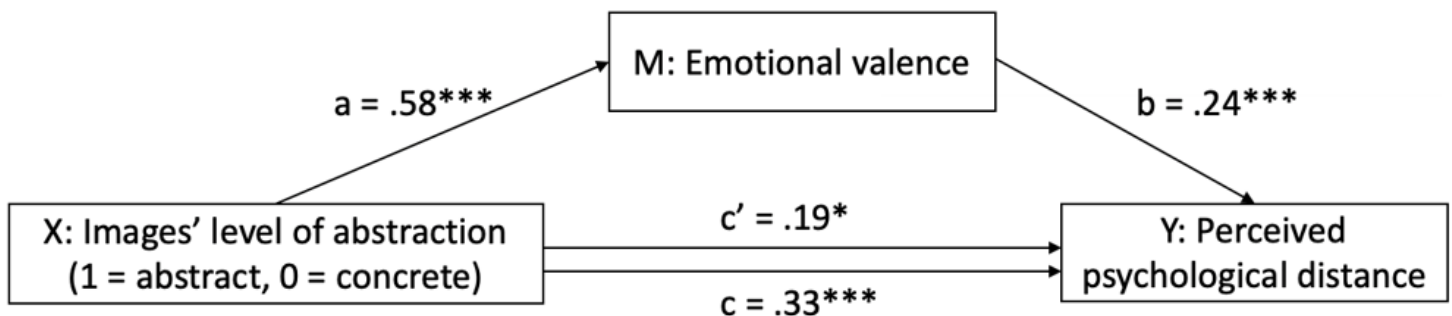 M: Emotional valence
a = .58***
b = .24***
X: Images’ level of abstraction
(1 = abstract, 0 = concrete)
c’ = .19*
c = .33***
Y: Perceived
psychological distance